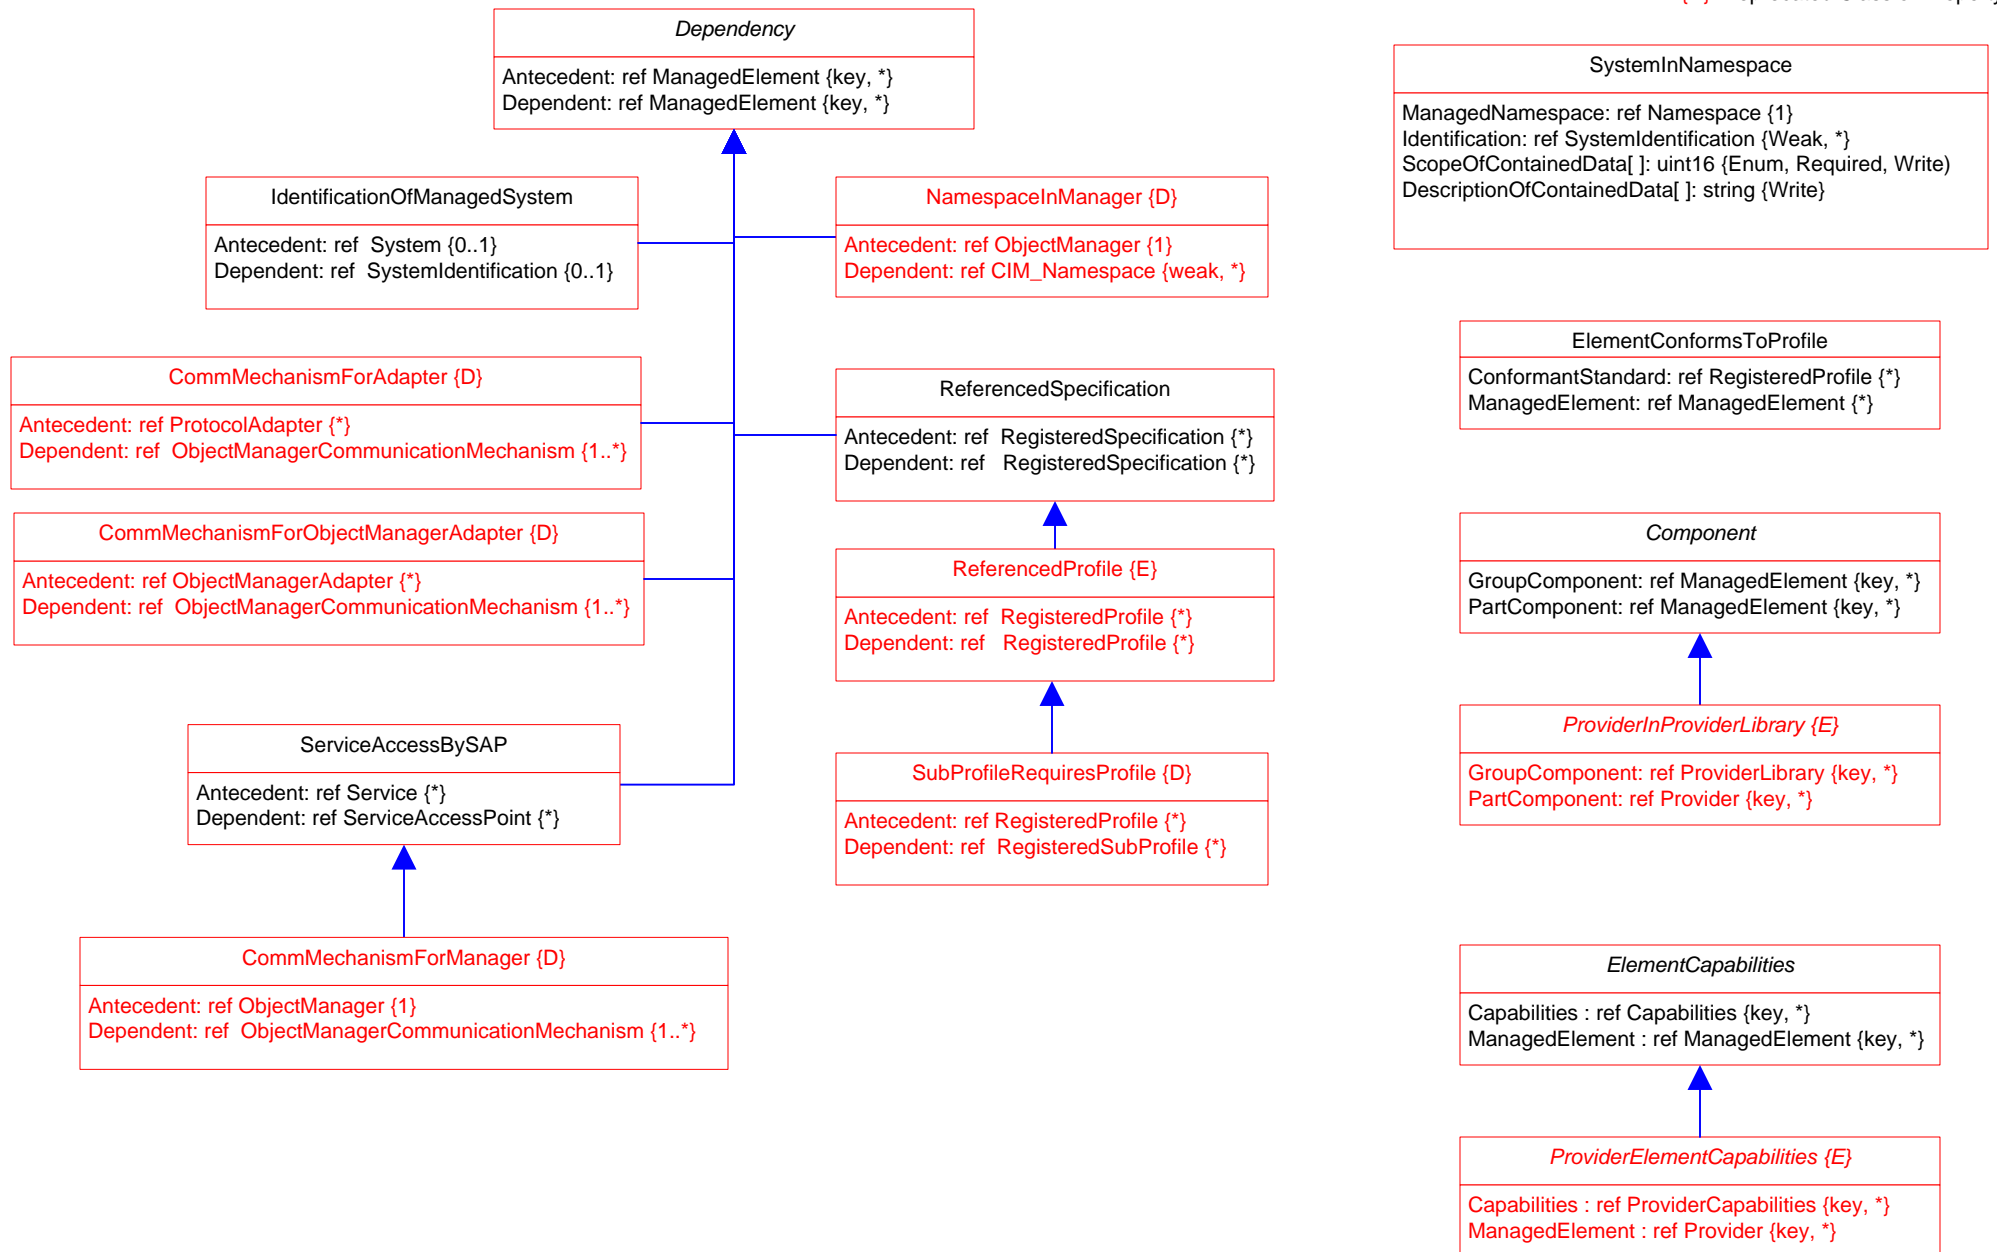 Dependency
Antecedent: ref ManagedElement {key, *}
Dependent: ref ManagedElement {key, *}
SystemInNamespace
ManagedNamespace: ref Namespace {1}
Identification: ref SystemIdentification {Weak, *}
ScopeOfContainedData[ ]: uint16 {Enum, Required, Write)
DescriptionOfContainedData[ ]: string {Write}
IdentificationOfManagedSystem
Antecedent: ref  System {0..1}
Dependent: ref  SystemIdentification {0..1}
NamespaceInManager {D}
Antecedent: ref ObjectManager {1}
Dependent: ref CIM_Namespace {weak, *}
ElementConformsToProfile
ConformantStandard: ref RegisteredProfile {*}
ManagedElement: ref ManagedElement {*}
CommMechanismForAdapter {D}
Antecedent: ref ProtocolAdapter {*}
Dependent: ref  ObjectManagerCommunicationMechanism {1..*}
ReferencedSpecification
Antecedent: ref  RegisteredSpecification {*}
Dependent: ref   RegisteredSpecification {*}
CommMechanismForObjectManagerAdapter {D}
Antecedent: ref ObjectManagerAdapter {*}
Dependent: ref  ObjectManagerCommunicationMechanism {1..*}
Component
GroupComponent: ref ManagedElement {key, *}
PartComponent: ref ManagedElement {key, *}
ReferencedProfile {E}
Antecedent: ref  RegisteredProfile {*}
Dependent: ref   RegisteredProfile {*}
ProviderInProviderLibrary {E}
GroupComponent: ref ProviderLibrary {key, *}
PartComponent: ref Provider {key, *}
ServiceAccessBySAP
Antecedent: ref Service {*}
Dependent: ref ServiceAccessPoint {*}
SubProfileRequiresProfile {D}
Antecedent: ref RegisteredProfile {*}
Dependent: ref  RegisteredSubProfile {*}
CommMechanismForManager {D}
Antecedent: ref ObjectManager {1}
Dependent: ref  ObjectManagerCommunicationMechanism {1..*}
ElementCapabilities
Capabilities : ref Capabilities {key, *}
ManagedElement : ref ManagedElement {key, *}
ProviderElementCapabilities {E}
Capabilities : ref ProviderCapabilities {key, *}
ManagedElement : ref Provider {key, *}